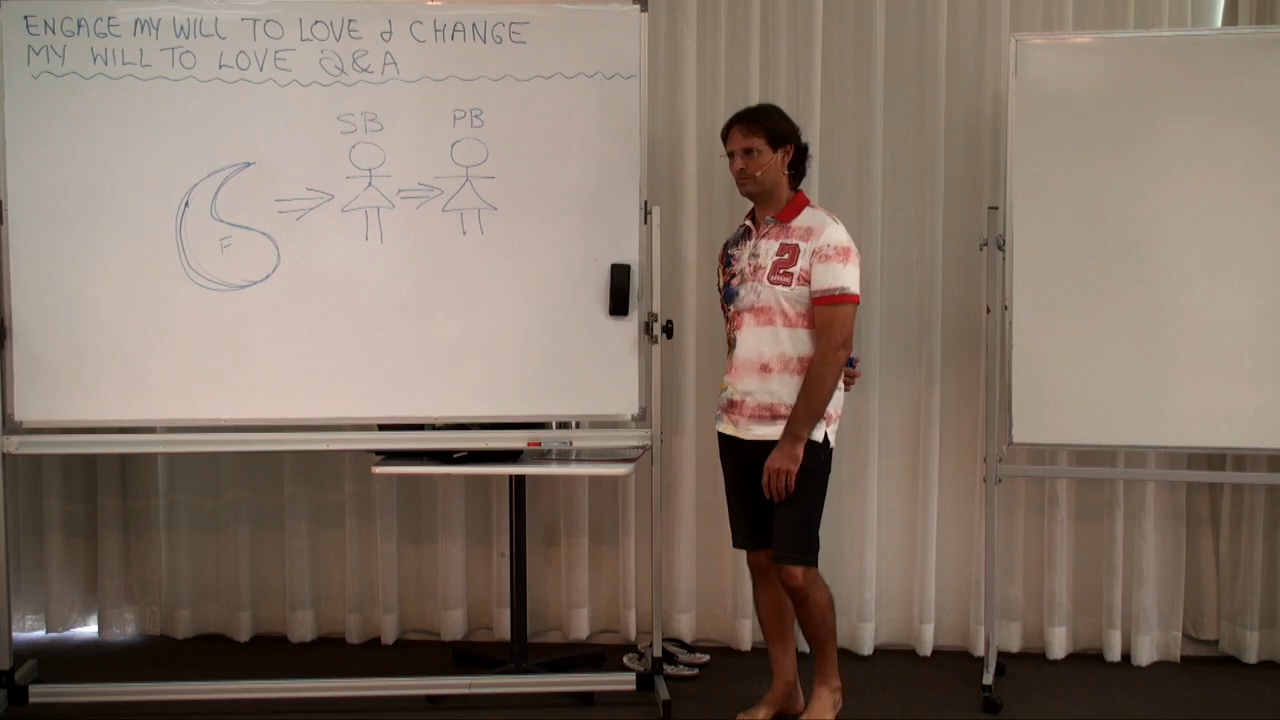 ENGAGE MY WILL TO LOVE & CHANGE
MY WILL TO LOVE Q&A
SB PB
F
2